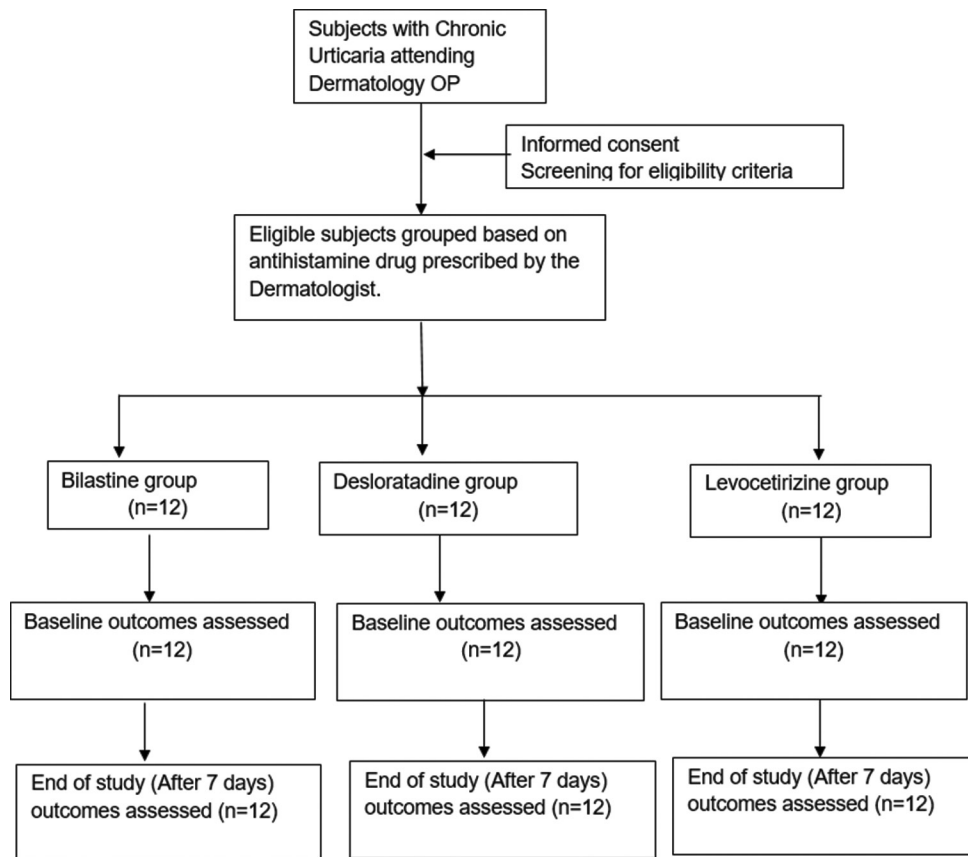 Subjects with Chronic
Urticaria attending
Dermatology OP
Informed consent
Screening for eligibility criteria
Eligible subjects grouped based on
antihistamine drug prescribed by the
Dermatologist.
Bilastine group
(n=12)
Desloratadine group
(n=12)
Levocetirizine group
(n=12)
Baseline outcomes assessed
(n=12)
Baseline outcomes assessed
(n=12)
Baseline outcomes assessed
(n=12)
End of study (After 7 days)
outcomes assessed (n=12)
End of study (After 7 days)
outcomes assessed (n=12)
End of study (After 7 days)
outcomes assessed (n=12)